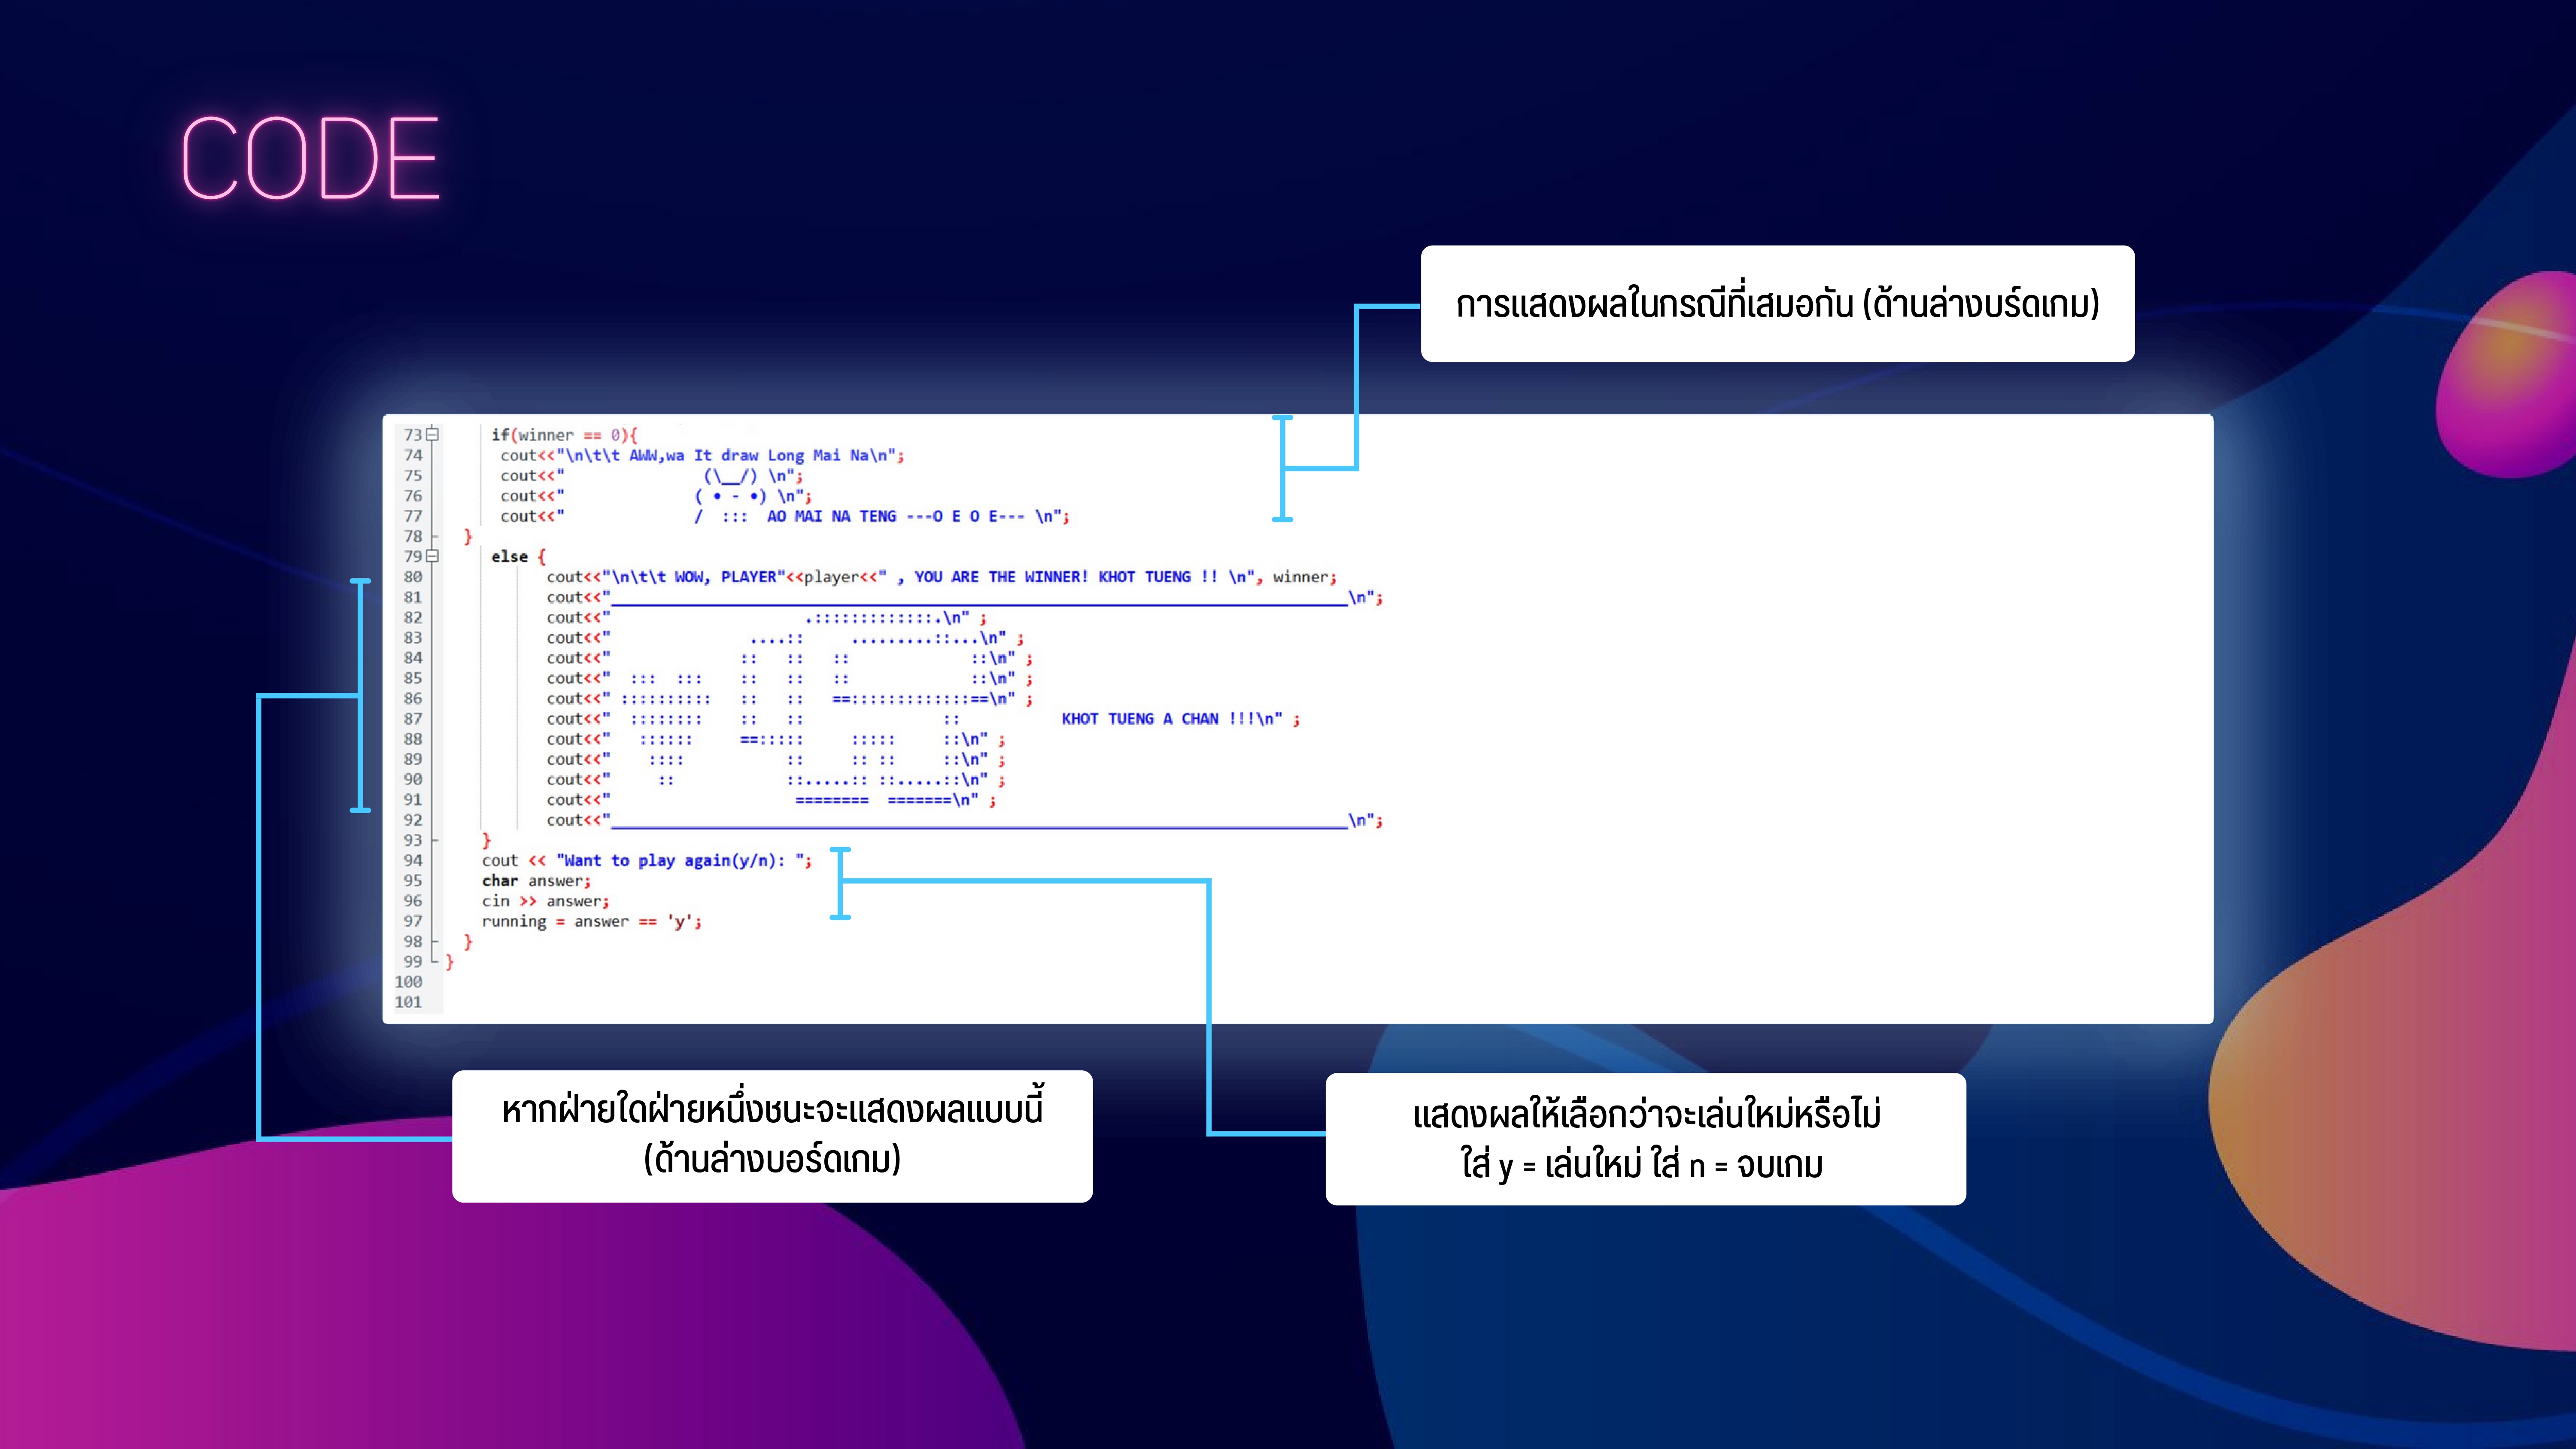 CODE
การแสดงผลในกรณีที่เสมอกัน (ด้านล่างบร์ดเกม)
73 if(winner == 0){
74 cout<<"\n\t\t AWW,wa It draw Long Mai Na\n";
75 cout<<" (\__/) \n";
76 cout<<" ( • - •) \n";
77 cout<<" / ::: AO MAI NA TENG ---O E O E--- \n";
78 }
79 else {
80 cout<<"\n\t\t WOW, PLAYER"<<player<<" , YOU ARE THE WINNER! KHOT TUENG !! \n", winner;
81 cout<<"________________________________________________________________________________\n";
82 cout<<"                     .:::::::::::::.\n" ;
83 cout<<"               ....::     .........::...\n" ;
84 cout<<"              ::   ::   ::             ::\n" ;
85 cout<<"  :::  :::    ::   ::   ::             ::\n" ;
86 cout<<" ::::::::::   ::   ::   ==:::::::::::::==\n" ;
87 cout<<"  ::::::::    ::   ::               ::           KHOT TUENG A CHAN !!!\n" ;
88 cout<<"   ::::::     ==:::::     :::::     ::\n" ;
89 cout<<"    ::::           ::     :: ::     ::\n" ;
90 cout<<"     ::            ::.....:: ::.....::\n" ;
91 cout<<"                    ========  =======\n" ;
92 cout<<"________________________________________________________________________________\n";
93 }
94 cout << "Want to play again(y/n): ";
95 char answer;
96 cin >> answer;
97 running = answer == 'y';
98 }
99 }
100
101
หากฝ่ายใดฝ่ายหนึ่งชนะจะแสดงผลแบบนี้
(ด้านล่างบอร์ดเกม)
แสดงผลให้เลือกว่าจะเล่นใหม่หรือไม่
ใส่ y = เล่นใหม่ ใส่ n = จบเกม